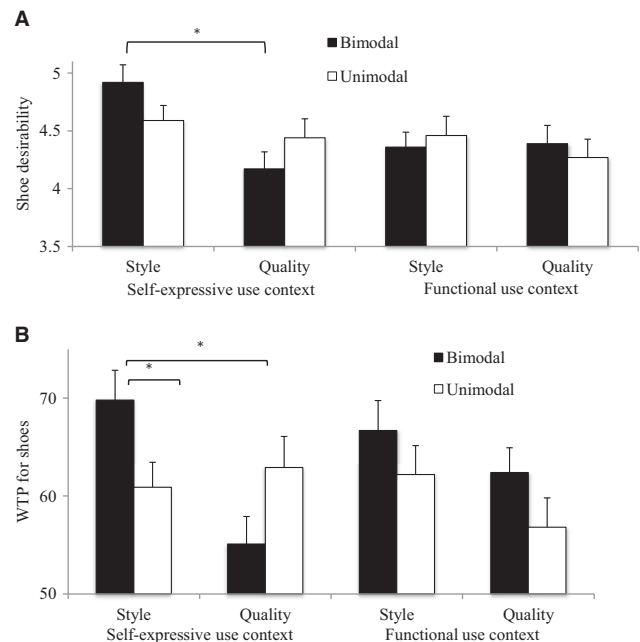 A
*
Bimodal
Unimodal
5
4.5
4
3.5
Shoe desirability
Style
Quality
Style
Quality
Self-expressive use context
Functional use context
B
*
*
Bimodal
Unimodal
70
60
50
WTP for shoes
Style
Quality
Style
Quality
Self-expressive use context
Functional use context